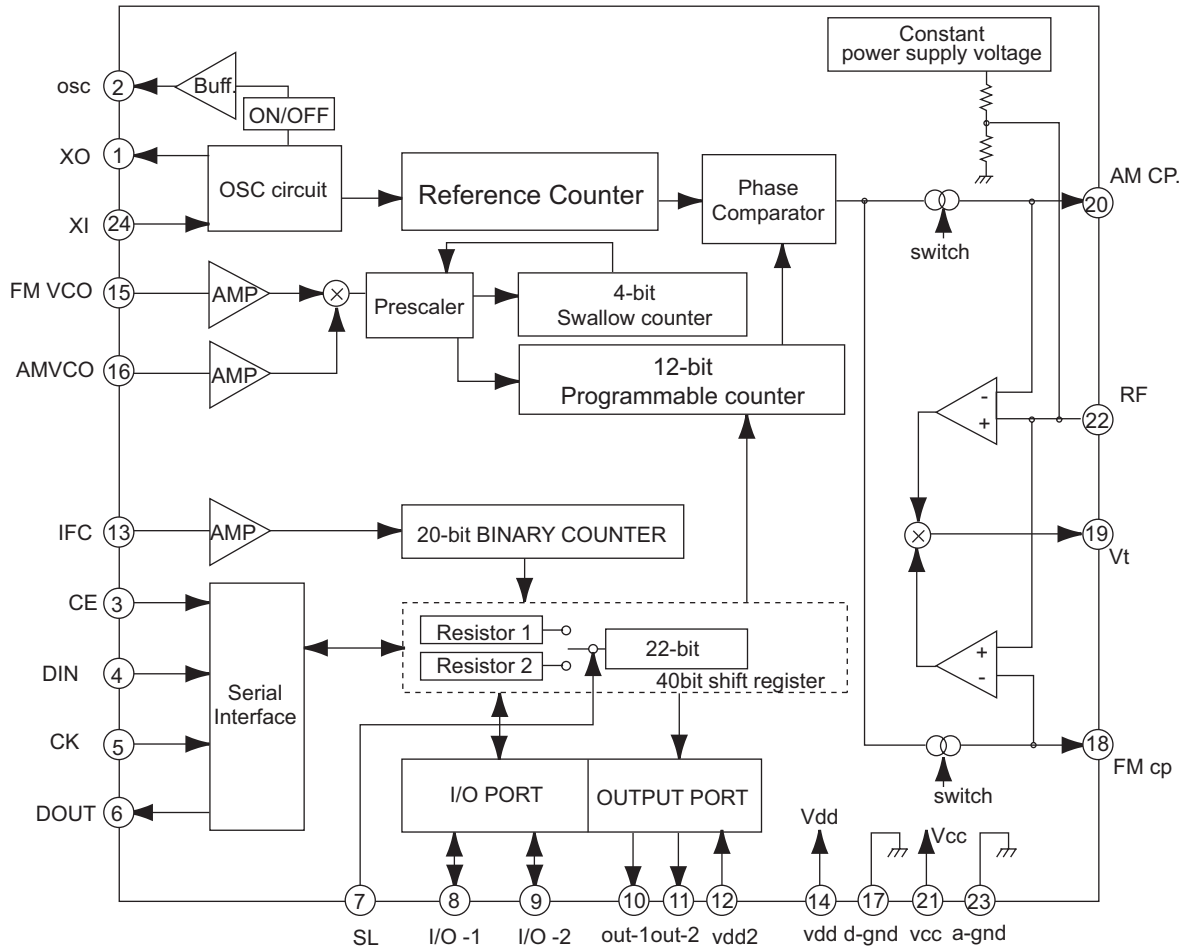 Constant
power supply voltage
osc
2
Buff.
ON/OFF
XO
1
OSC circuit
Reference Counter
Phase
Comparator
AM CP.
20
XI
24
switch
FM VCO
15
AMP
×
Prescaler
4-bit
Swallow counter
AMVCO
16
AMP
12-bit
Programmable counter
-
+
RF
22
IFC
13
AMP
20-bit BINARY COUNTER
×
19
Vt
CE
3
Resistor 1
Resistor 2
22-bit
40bit shift register
DIN
4
Serial
Interface
+
-
CK
5
18
FM cp
switch
DOUT
6
I/O PORT
OUTPUT PORT
Vdd
Vcc
7
8
9
10
11
12
14
17
21
23
SL
I/O -1
I/O -2
out-1
out-2
vdd2
vdd
d-gnd
vcc
a-gnd